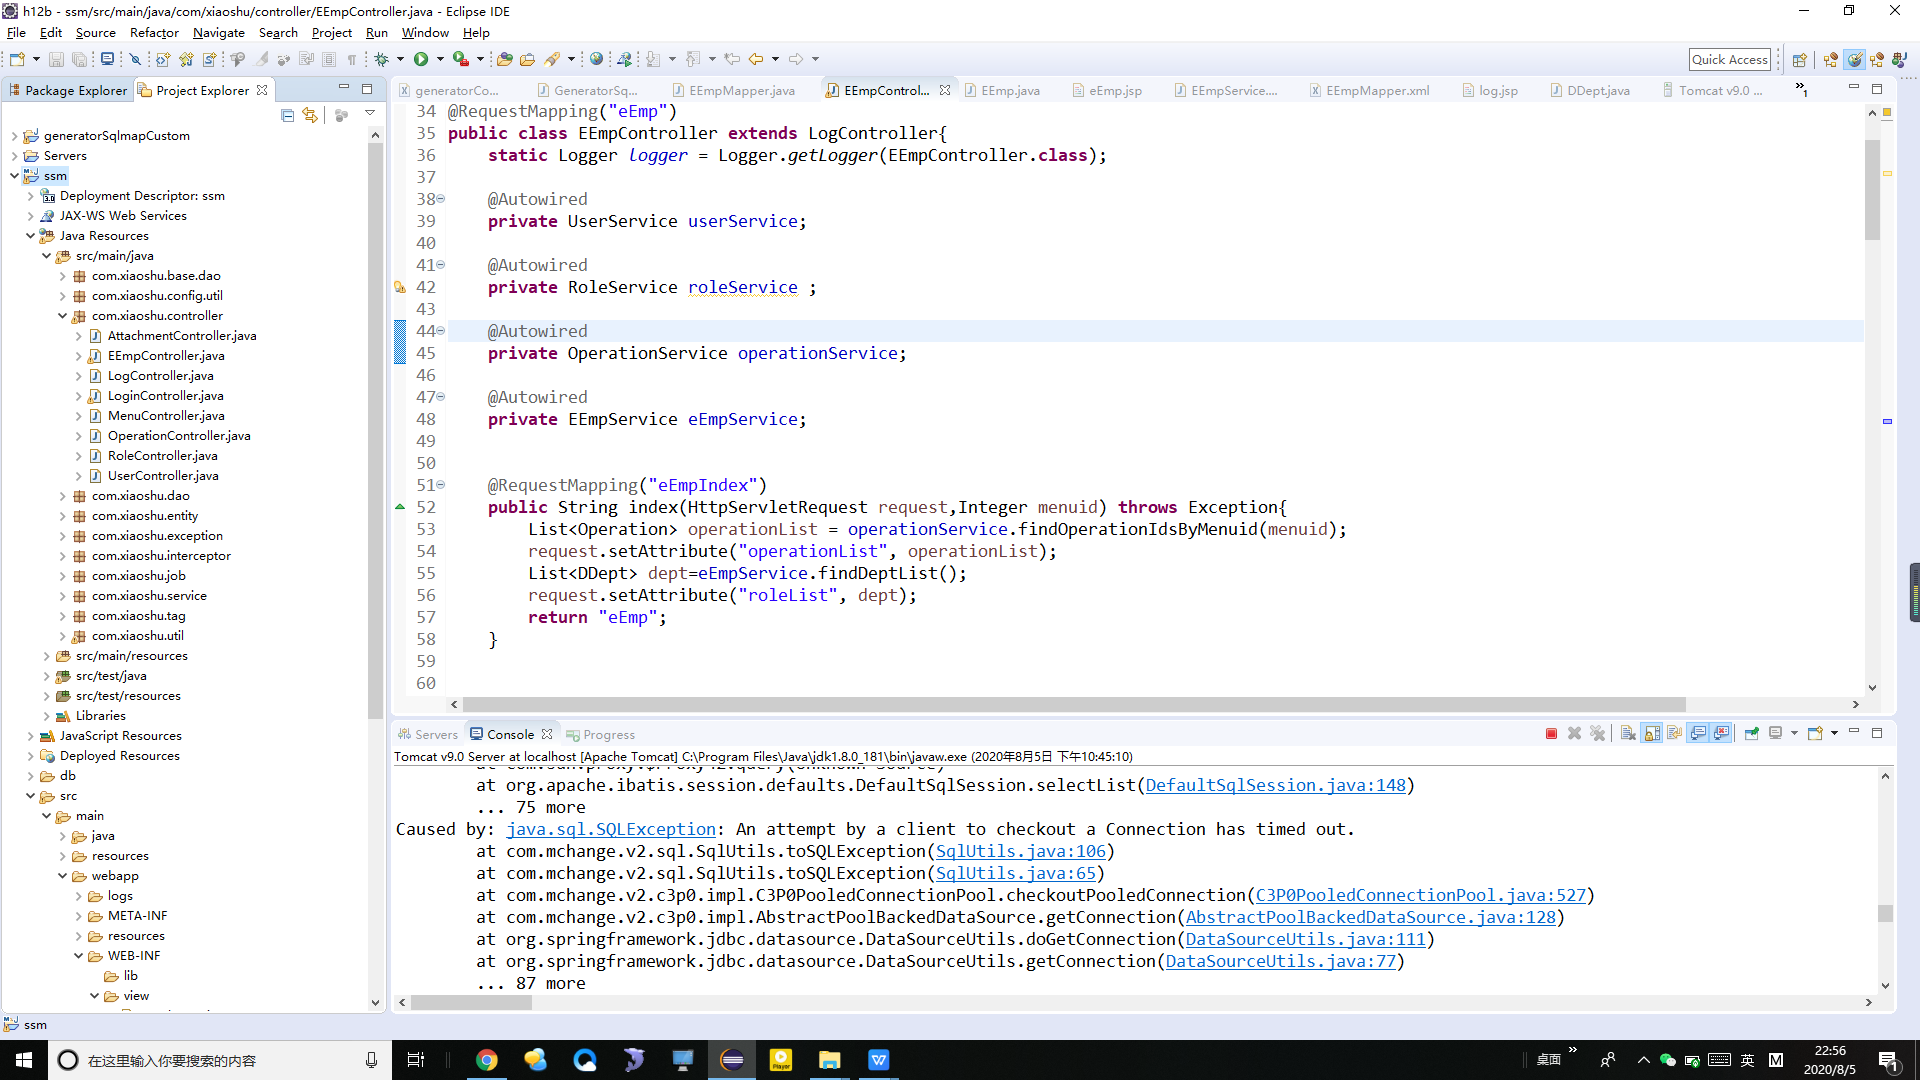 h12b - ssm/src/main/java/com/xiaoshu/controller/EEmpController.java - Eclipse IDE
File Edit Source Refactor Navigate Search Project Run Window Help
Quick Access
Package Explorer Project Explorer
generatorCo... GeneratorSq... EEmpMapper.java EEmpControl... EEmp.java eEmp.jsp EEmpService.... EEmpMapper.xml log.jsp DDept.java Tomcat v9.0 ... »1
generatorSqlmapCustom
Servers
ssm
Deployment Descriptor: ssm
JAX-WS Web Services
Java Resources
src/main/java
com.xiaoshu.base.dao
com.xiaoshu.config.util
com.xiaoshu.controller
AttachmentController.java
EEmpController.java
LogController.java
LoginController.java
MenuController.java
OperationController.java
RoleController.java
UserController.java
com.xiaoshu.dao
com.xiaoshu.entity
com.xiaoshu.exception
com.xiaoshu.interceptor
com.xiaoshu.job
com.xiaoshu.service
com.xiaoshu.tag
com.xiaoshu.util
src/main/resources
src/test/java
src/test/resources
Libraries
JavaScript Resources
Deployed Resources
db
src
main
java
resources
webapp
logs
META-INF
resources
WEB-INF
lib
view
34 @RequestMapping("eEmp")
35 public class EEmpController extends LogController{
36 static Logger logger = Logger.getLogger(EEmpController.class);
37
38 @Autowired
39 private UserService userService;
40
41 @Autowired
42 private RoleService roleService ;
43
44 @Autowired
45 private OperationService operationService;
46
47 @Autowired
48 private EEmpService eEmpService;
49
50
51 @RequestMapping("eEmpIndex")
52 public String index(HttpServletRequest request,Integer menuid) throws Exception{
53 List<Operation> operationList = operationService.findOperationIdsByMenuid(menuid);
54 request.setAttribute("operationList", operationList);
55 List<DDept> dept=eEmpService.findDeptList();
56 request.setAttribute("roleList", dept);
57 return "eEmp";
58 }
59
60
Servers Console Progress
Tomcat v9.0 Server at localhost [Apache Tomcat] C:\Program Files\Java\jdk1.8.0_181\bin\javaw.exe (2020年8月5日 下午10:45:10)
at org.apache.ibatis.session.defaults.DefaultSqlSession.selectList(DefaultSqlSession.java:148)
... 75 more
Caused by: java.sql.SQLException: An attempt by a client to checkout a Connection has timed out.
at com.mchange.v2.sql.SqlUtils.toSQLException(SqlUtils.java:106)
at com.mchange.v2.sql.SqlUtils.toSQLException(SqlUtils.java:65)
at com.mchange.v2.c3p0.impl.C3P0PooledConnectionPool.checkoutPooledConnection(C3P0PooledConnectionPool.java:527)
at com.mchange.v2.c3p0.impl.AbstractPoolBackedDataSource.getConnection(AbstractPoolBackedDataSource.java:128)
at org.springframework.jdbc.datasource.DataSourceUtils.doGetConnection(DataSourceUtils.java:111)
at org.springframework.jdbc.datasource.DataSourceUtils.getConnection(DataSourceUtils.java:77)
... 87 more
ssm
在这里输入你要搜索的内容
Player
桌面
英
M
22:56
2020/8/5
1